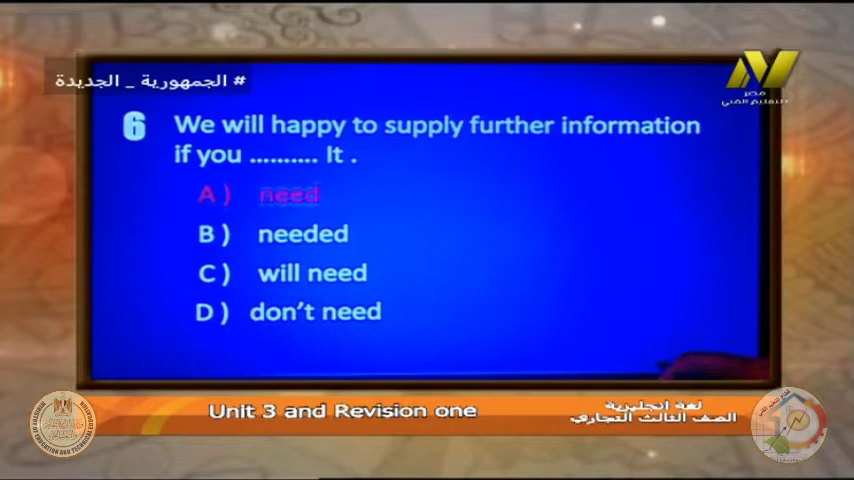 # الجمهورية _ الجديدة
مصر
للتعليم الفني
6 We will happy to supply further information
if you .......... It .
A ) need
B ) needed
C ) will need
D ) don't need
Unit 3 and Revision one
لغة انجليزية
الصف الثالث التجاري